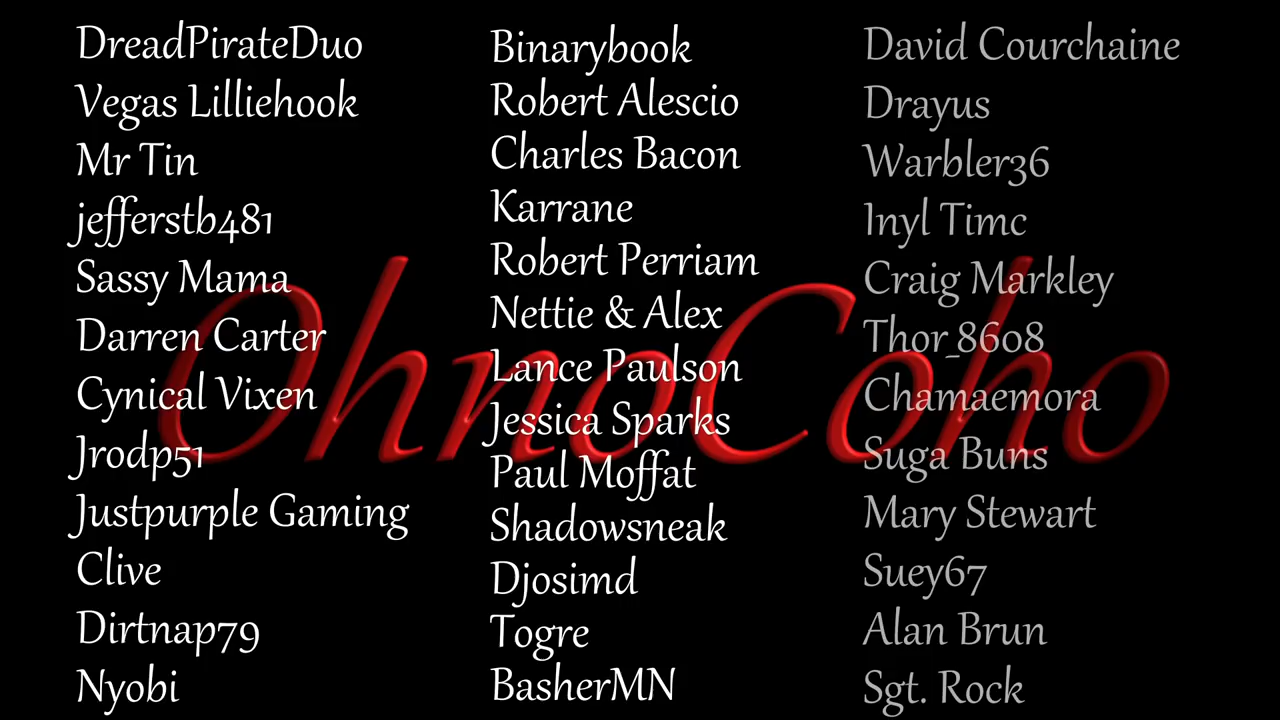 DreadPirateDuo
Vegas Lilliehook
Mr Tin
jefferstb481
Sassy Mama
Darren Carter
Cynical Vixen
Jrodp51
Justpurple Gaming
Clive
Dirtnap79
Nyobi
Binarybook
Robert Alescio
Charles Bacon
Karrane
Robert Perriam
Nettie & Alex
Lance Paulson
Jessica Sparks
Paul Moffat
Shadowsneak
Djosimd
Togre
BasherMN
David Courchaine
Drayus
Warbler36
Inyl Timc
Craig Markley
Thor_8608
Chamaemora
Suga Buns
Mary Stewart
Suey67
Alan Brun
Sgt. Rock
OhnoCoho